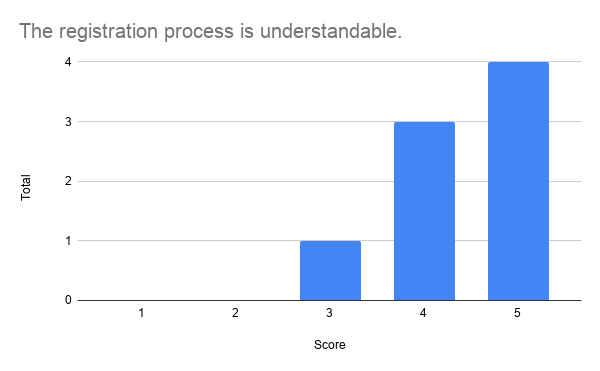 The registration process is understandable.
4
3
2
1
0
Total
1 2 3 4 5
Score